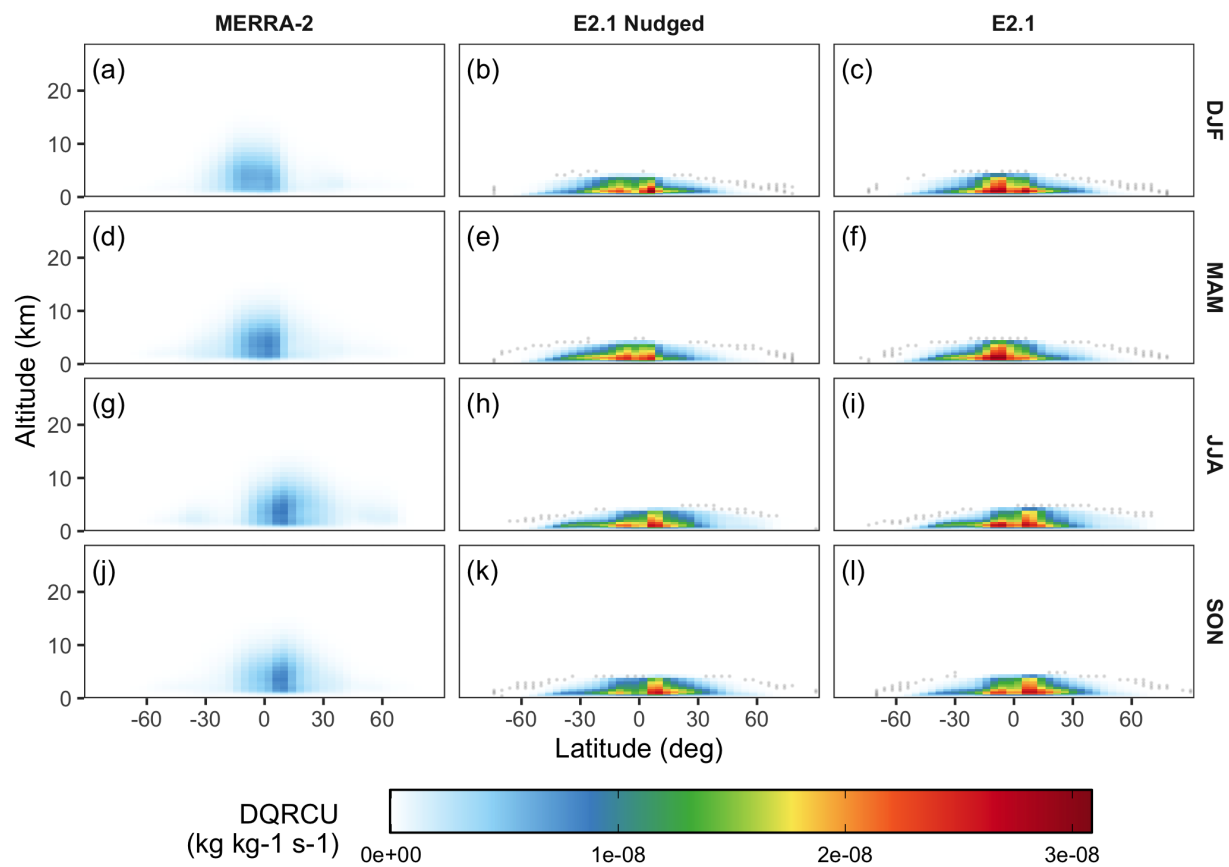 MERRA-2 E2.1 Nudged E2.1
(a) (b) (c)
20
10
0
DJF
(d) (e) (f)
20
10
0
MAM
Altitude (km)
(g) (h) (i)
20
10
0
JJA
(j) (k) (l)
20
10
0
SON
-60 -30 0 30 60 -60 -30 0 30 60 -60 -30 0 30 60
Latitude (deg)
DQRCU
(kg kg-1 s-1)
0e+00 1e-08 2e-08 3e-08